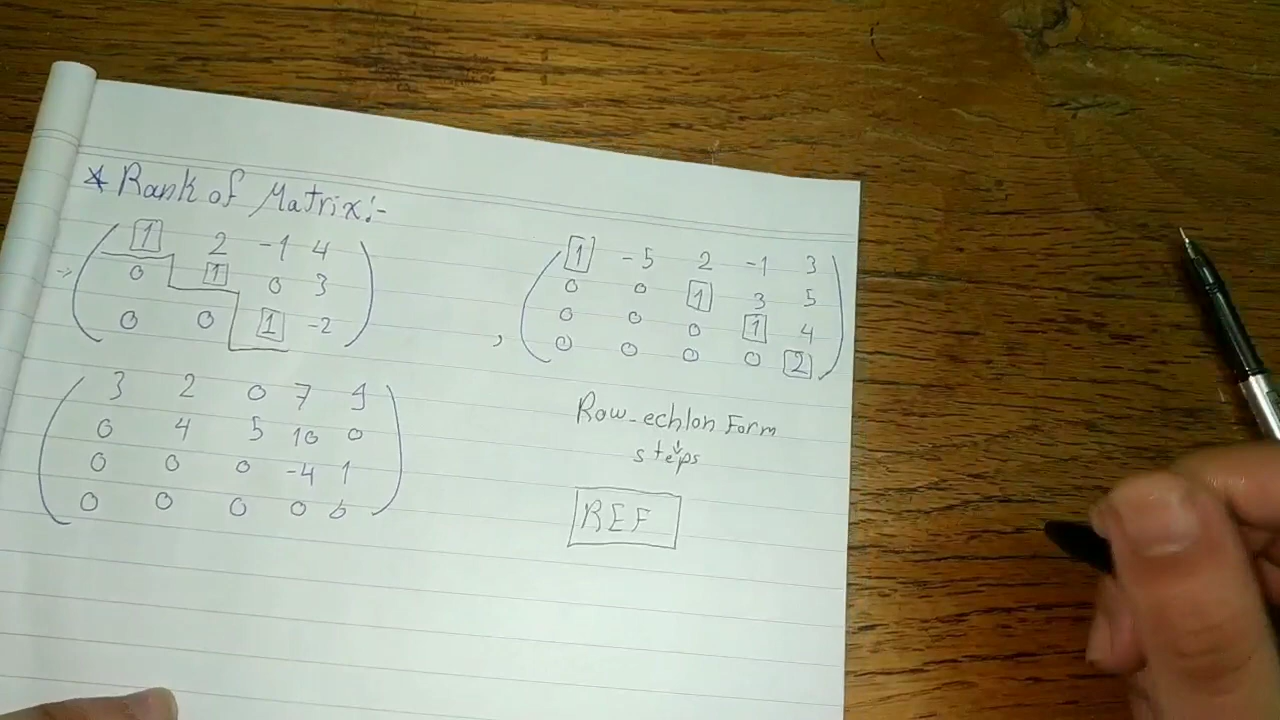 * Rank of Matrix:-
→ 1 2 -1 4
0 1 0 3
0 0 1 -2
, 1 -5 2 -1 3
0 0 1 3 5
0 0 0 1 4
0 0 0 0 2
3 2 0 7 9
0 4 5 10 0
0 0 0 -4 1
0 0 0 0 6
Row-echlon Form
steps
REF